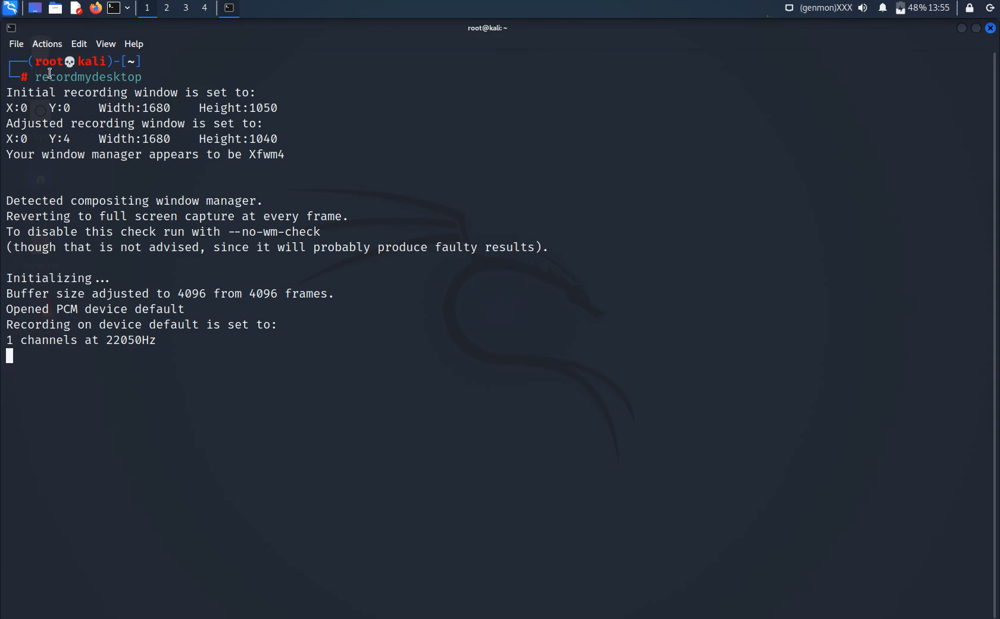 1 2 3 4 (genmon)XXX 48% 13:55
root@kali: ~
File Actions Edit View Help
┌──(root💀kali)-[~]
└─# recordmydesktop
Initial recording window is set to:
X:0 Y:0 Width:1680 Height:1050
Adjusted recording window is set to:
X:0 Y:4 Width:1680 Height:1040
Your window manager appears to be Xfwm4
Detected compositing window manager.
Reverting to full screen capture at every frame.
To disable this check run with --no-wm-check
(though that is not advised, since it will probably produce faulty results).
Initializing...
Buffer size adjusted to 4096 from 4096 frames.
Opened PCM device default
Recording on device default is set to:
1 channels at 22050Hz